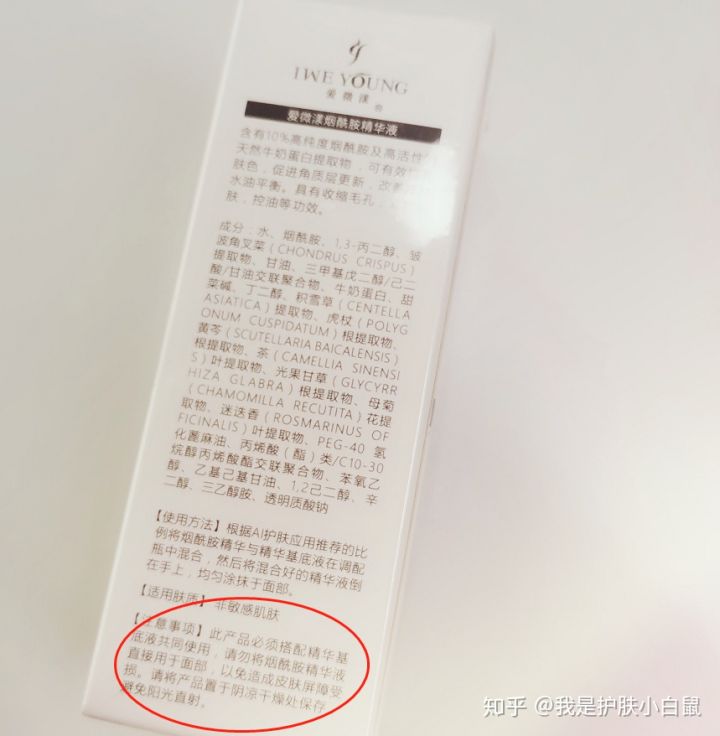 IWE YOUNG
爱微漾
爱微漾烟酰胺精华液
含有10%高纯度烟酰胺及高活性
天然牛奶蛋白提取物，可有效
肤色，促进角质层更新，改善
水油平衡。具有收缩毛孔，
肤，控油等功效。
成分：水、烟酰胺、1,3-丙二醇、皱
波角叉菜（CHONDRUS CRISPUS）
提取物、甘油、三甲基戊二醇/己二
酸/甘油交联聚合物、牛奶蛋白、甜
菜碱、丁二醇、积雪草（CENTELLA
ASIATICA）提取物、虎杖（POLYG
ONUM CUSPIDATUM）根提取物、
黄芩（SCUTELLARIA BAICALENSIS）
根提取物、茶（CAMELLIA SINENSI
S）叶提取物、光果甘草（GLYCYRR
HIZA GLABRA）根提取物、母菊
（CHAMOMILLA RECUTITA）花提
取物、迷迭香（ROSMARINUS OF
FICINALIS）叶提取物、PEG-40 氢
化蓖麻油、丙烯酸（酯）类/C10-30
烷醇丙烯酸酯交联聚合物、苯氧乙
醇、乙基己基甘油、1,2己二醇、辛
二醇、三乙醇胺、透明质酸钠
【使用方法】根据AI护肤应用推荐的比
例将烟酰胺精华与精华基底液在调配
瓶中混合，然后将混合好的精华液倒
在手上，均匀涂抹于面部。
【适用肤质】非敏感肌肤
【注意事项】此产品必须搭配精华基
底液共同使用，请勿将烟酰胺精华液
直接用于面部，以免造成皮肤屏障受
损。请将产品置于阴凉干燥处保存，
避免阳光直射。
知乎 @我是护肤小白鼠